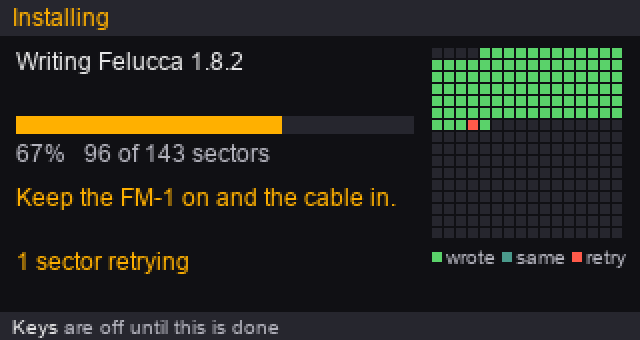 Installing
Writing Felucca 1.8.2
67% 96 of 143 sectors
Keep the FM-1 on and the cable in.
1 sector retrying
wrote same retry
Keys are off until this is done